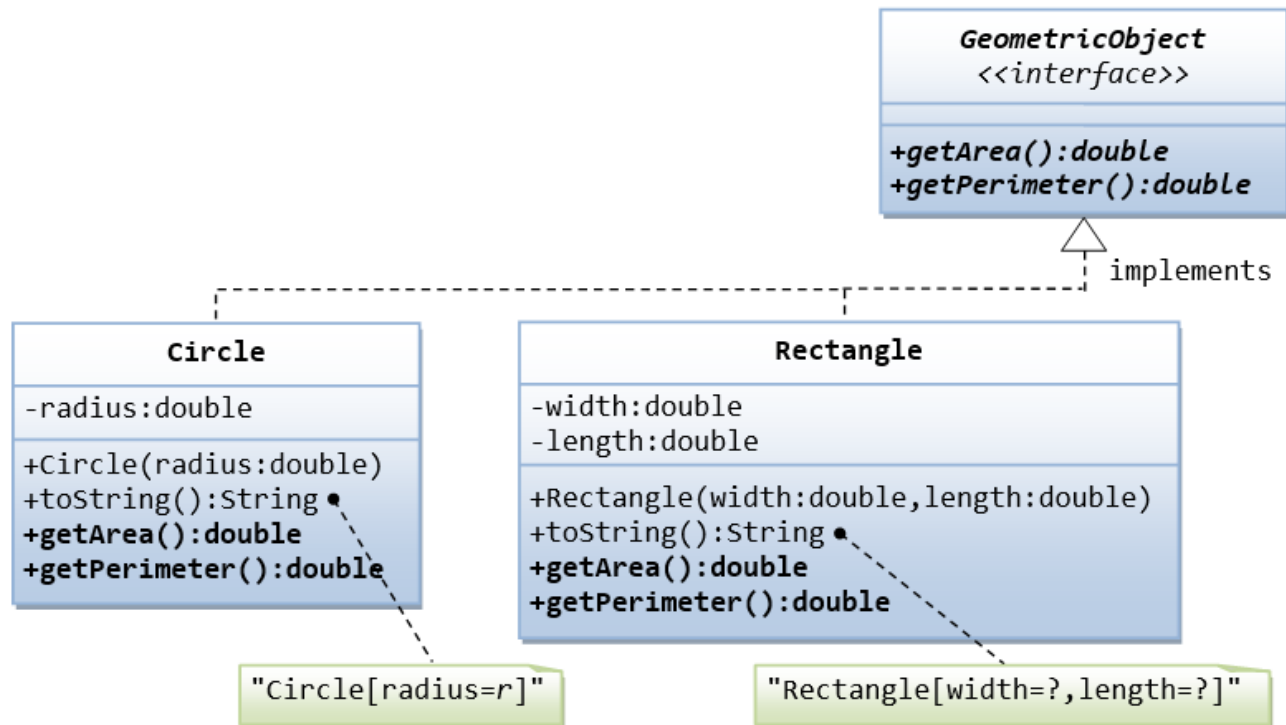 GeometricObject
<<interface>>
+getArea():double
+getPerimeter():double
implements
Circle
-radius:double
+Circle(radius:double)
+toString():String
+getArea():double
+getPerimeter():double
"Circle[radius=r]"
Rectangle
-width:double
-length:double
+Rectangle(width:double,length:double)
+toString():String
+getArea():double
+getPerimeter():double
"Rectangle[width=?,length=?]"